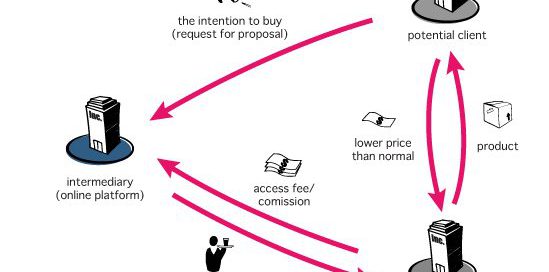 the intention to buy
(request for proposal)
potential client
inc.
intermediary
(online platform)
lower price
than normal
product
access fee/
comission
inc.